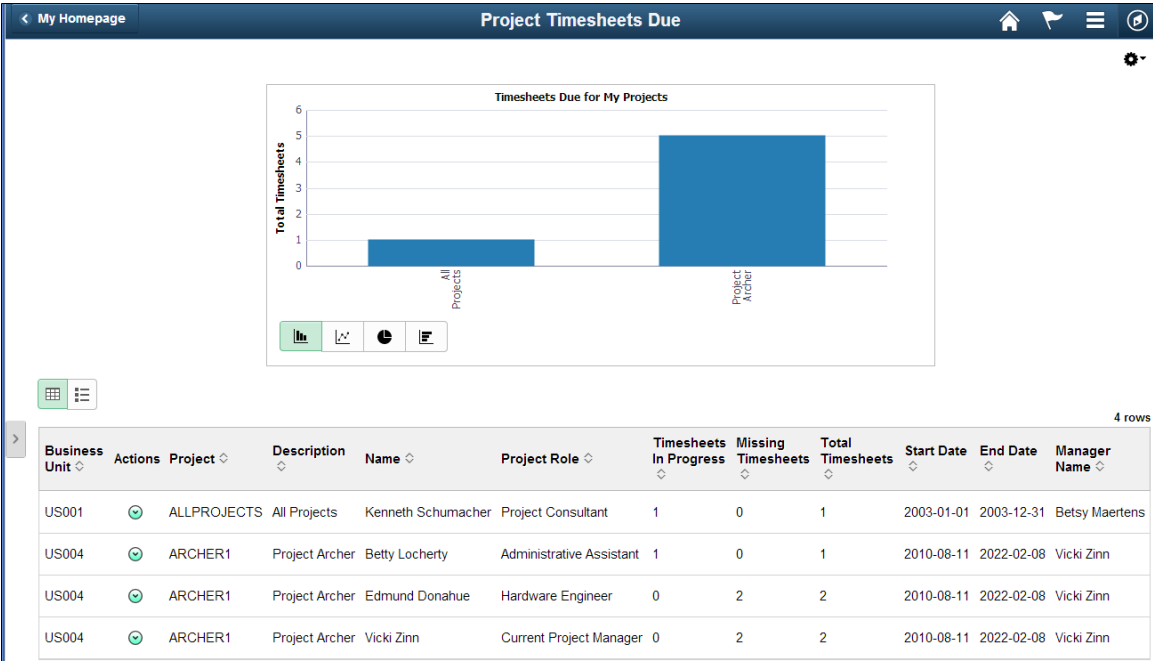 My Homepage
Project Timesheets Due
Timesheets Due for My Projects
Total Timesheets
6
5
4
3
2
1
0
All
Projects
Project
Archer
4 rows
Business Unit Actions Project Description Name Project Role Timesheets In Progress Missing Timesheets Total Timesheets Start Date End Date Manager Name
US001 ALLPROJECTS All Projects Kenneth Schumacher Project Consultant 1 0 1 2003-01-01 2003-12-31 Betsy Maertens
US004 ARCHER1 Project Archer Betty Locherty Administrative Assistant 1 0 1 2010-08-11 2022-02-08 Vicki Zinn
US004 ARCHER1 Project Archer Edmund Donahue Hardware Engineer 0 2 2 2010-08-11 2022-02-08 Vicki Zinn
US004 ARCHER1 Project Archer Vicki Zinn Current Project Manager 0 2 2 2010-08-11 2022-02-08 Vicki Zinn